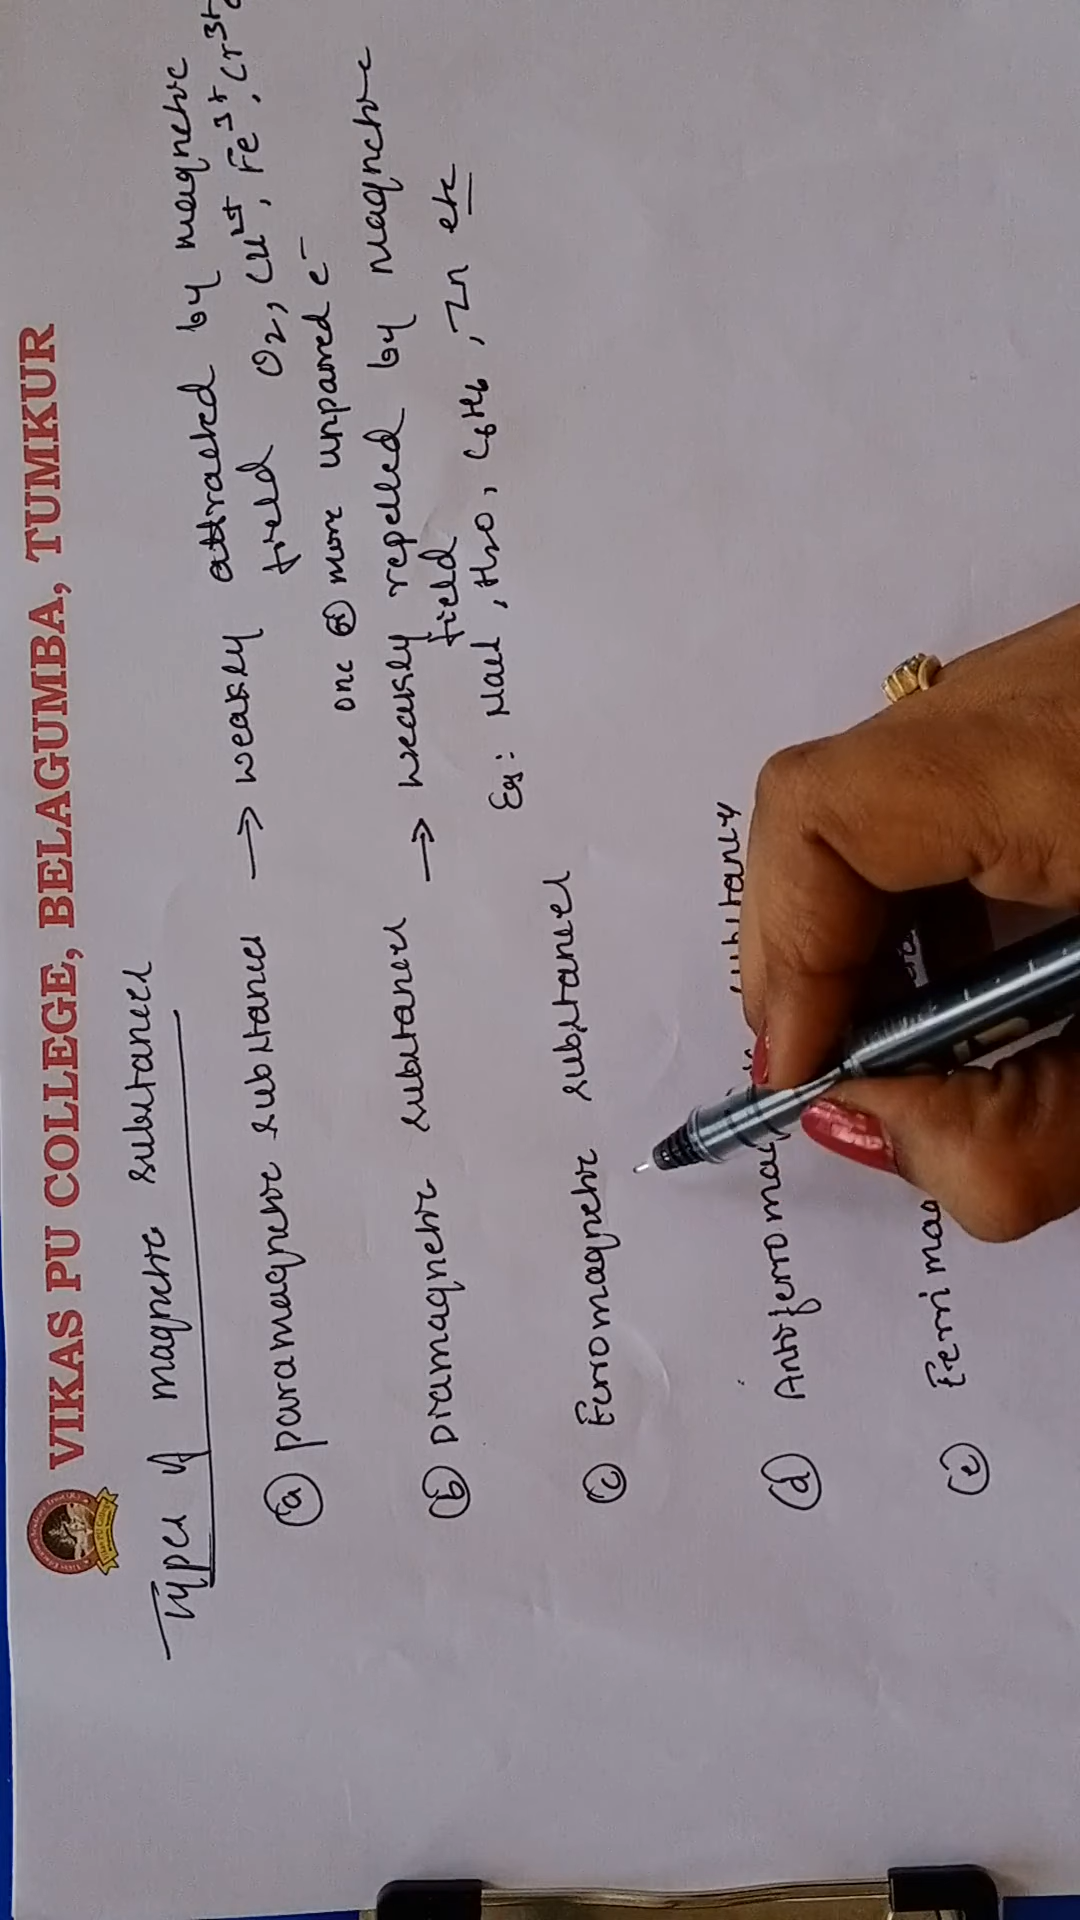 VIKAS PU COLLEGE, BELAGUMBA, TUMKUR
Types of magnetic substances
(a) paramagnetic substance → weakly attracted by magnetic
field O2, Cu2+, Fe3+, Cr3+
one or more unpaired e−
(b) Diamagnetic substances → weakly repelled by magnetic
field
Eg: NaCl, H2O, C6H6, Zn etc
(c) Ferromagnetic substances
(d) Antiferromag substances
(e) Ferrimag